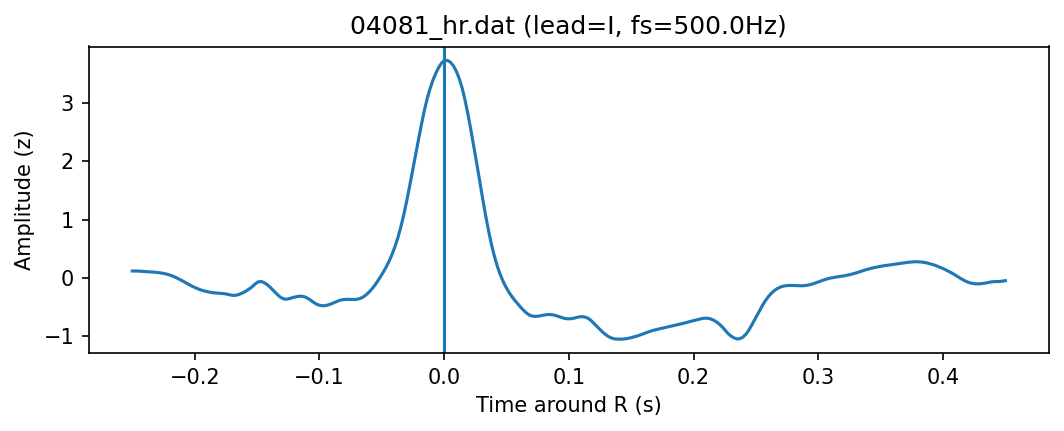 04081_hr.dat (lead=I, fs=500.0Hz)
Amplitude (z)
3
2
1
0
−1
−0.2 −0.1 0.0 0.1 0.2 0.3 0.4
Time around R (s)